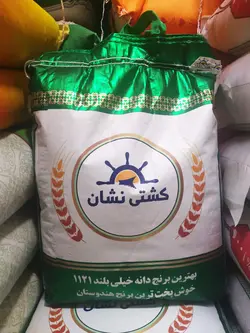 کشتی نشان
بهترین برنج دانه خیلی بلند ۱۱۲۱
خوش پخت ترین برنج هندوستان